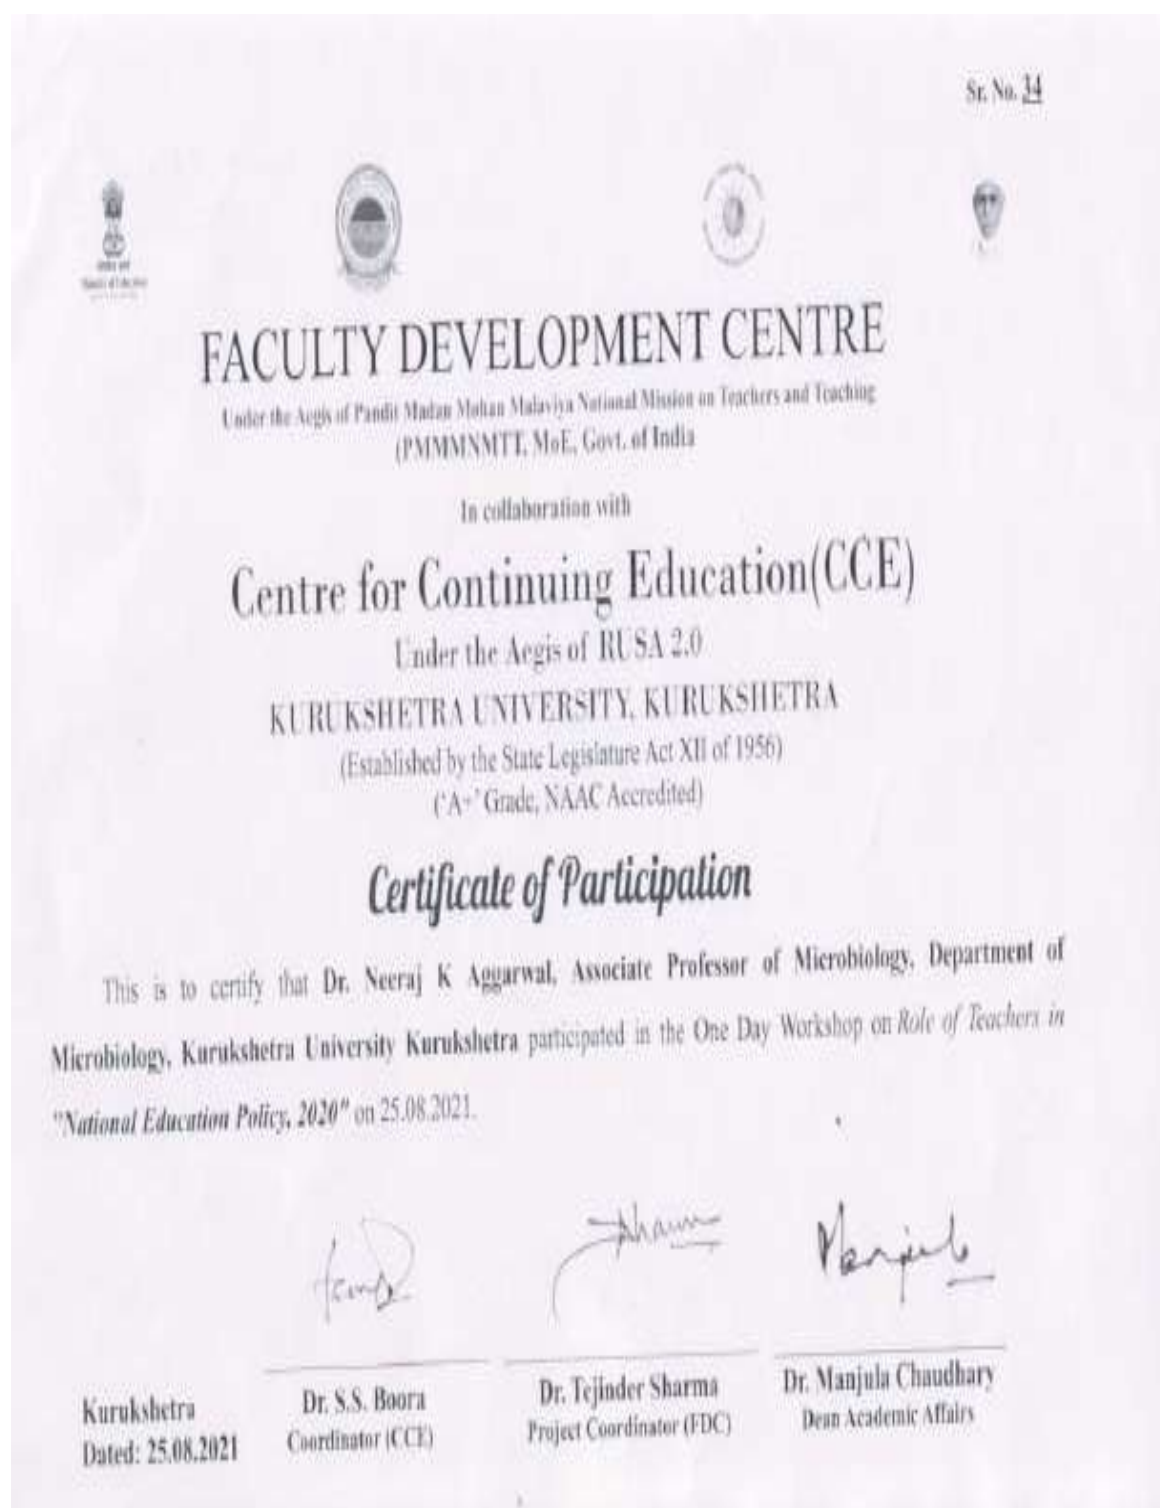 Sr. No. 34
FACULTY DEVELOPMENT CENTRE
Under the Aegis of Pandit Madan Mohan Malaviya National Mission on Teachers and Teaching
(PMMMNMTT, MoE, Govt. of India
In collaboration with
Centre for Continuing Education(CCE)
Under the Aegis of RUSA 2.0
KURUKSHETRA UNIVERSITY, KURUKSHETRA
(Established by the State Legislature Act XII of 1956)
('A+' Grade, NAAC Accredited)
Certificate of Participation
This is to certify that Dr. Neeraj K Aggarwal, Associate Professor of Microbiology, Department of
Microbiology, Kurukshetra University Kurukshetra participated in the One Day Workshop on Role of Teachers in
"National Education Policy, 2020" on 25.08.2021.
Manjula
Kurukshetra
Dated: 25.08.2021
Dr. S.S. Boora
Coordinator (CCE)
Dr. Tejinder Sharma
Project Coordinator (FDC)
Dr. Manjula Chaudhary
Dean Academic Affairs